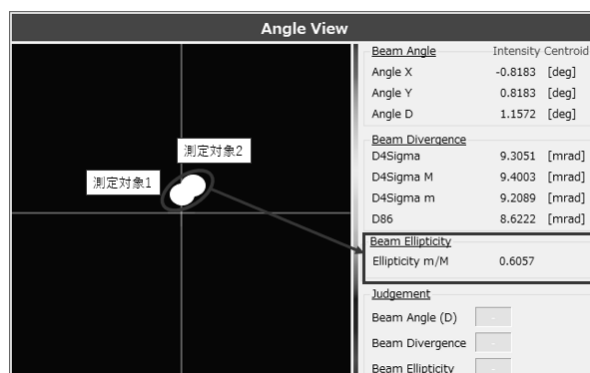 Angle View
測定対象2
測定対象1
Beam Angle Intensity Centroid
Angle X -0.8183 [deg]
Angle Y 0.8183 [deg]
Angle D 1.1572 [deg]
Beam Divergence
D4Sigma 9.3051 [mrad]
D4Sigma M 9.4003 [mrad]
D4Sigma m 9.2089 [mrad]
D86 8.6222 [mrad]
Beam Ellipticity
Ellipticity m/M 0.6057
Judgement
Beam Angle (D) -
Beam Divergence -
Beam Ellipticity -